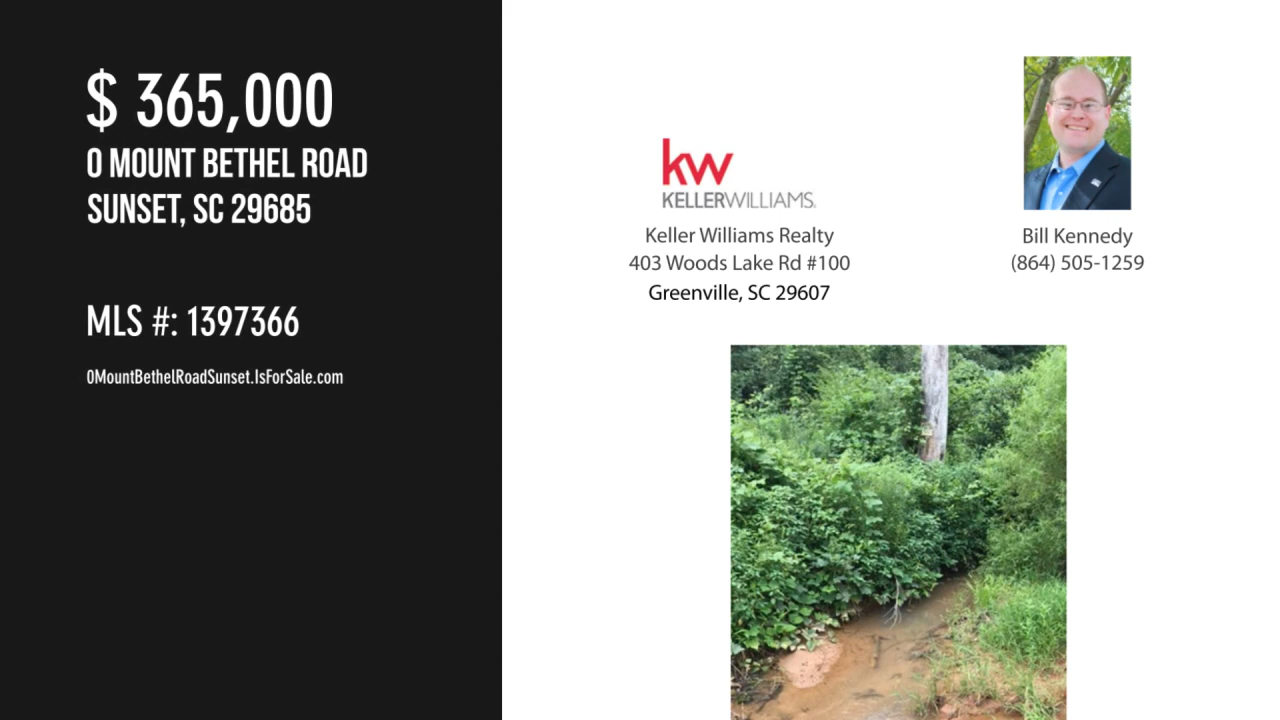 $ 365,000
0 MOUNT BETHEL ROAD
SUNSET, SC 29685
MLS #: 1397366
0MountBethelRoadSunset.IsForSale.com
kw
KELLERWILLIAMS.
Keller Williams Realty
403 Woods Lake Rd #100
Greenville, SC 29607
Bill Kennedy
(864) 505-1259